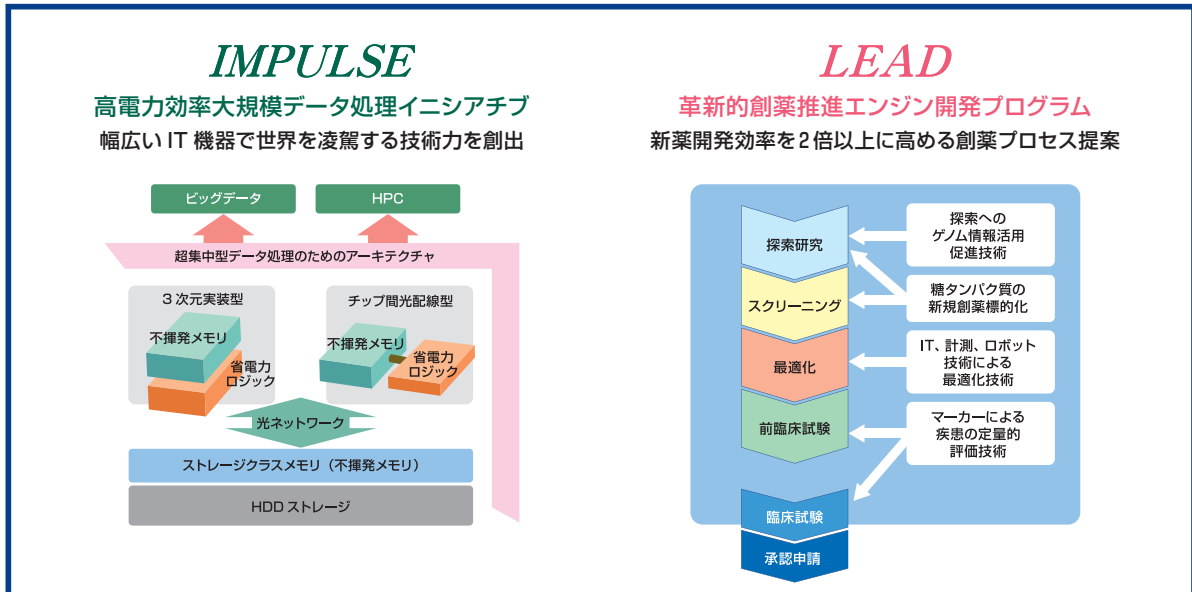 IMPULSE
高電力効率大規模データ処理イニシアチブ
幅広い IT 機器で世界を凌駕する技術力を創出
ビッグデータ
HPC
超集中型データ処理のためのアーキテクチャ
3 次元実装型
不揮発メモリ
省電力
ロジック
チップ間光配線型
不揮発メモリ
省電力
ロジック
光ネットワーク
ストレージクラスメモリ（不揮発メモリ）
HDD ストレージ
LEAD
革新的創薬推進エンジン開発プログラム
新薬開発効率を2倍以上に高める創薬プロセス提案
探索研究
スクリーニング
最適化
前臨床試験
臨床試験
承認申請
探索への
ゲノム情報活用
促進技術
糖タンパク質の
新規創薬標的化
IT、計測、ロボット
技術による
最適化技術
マーカーによる
疾患の定量的
評価技術